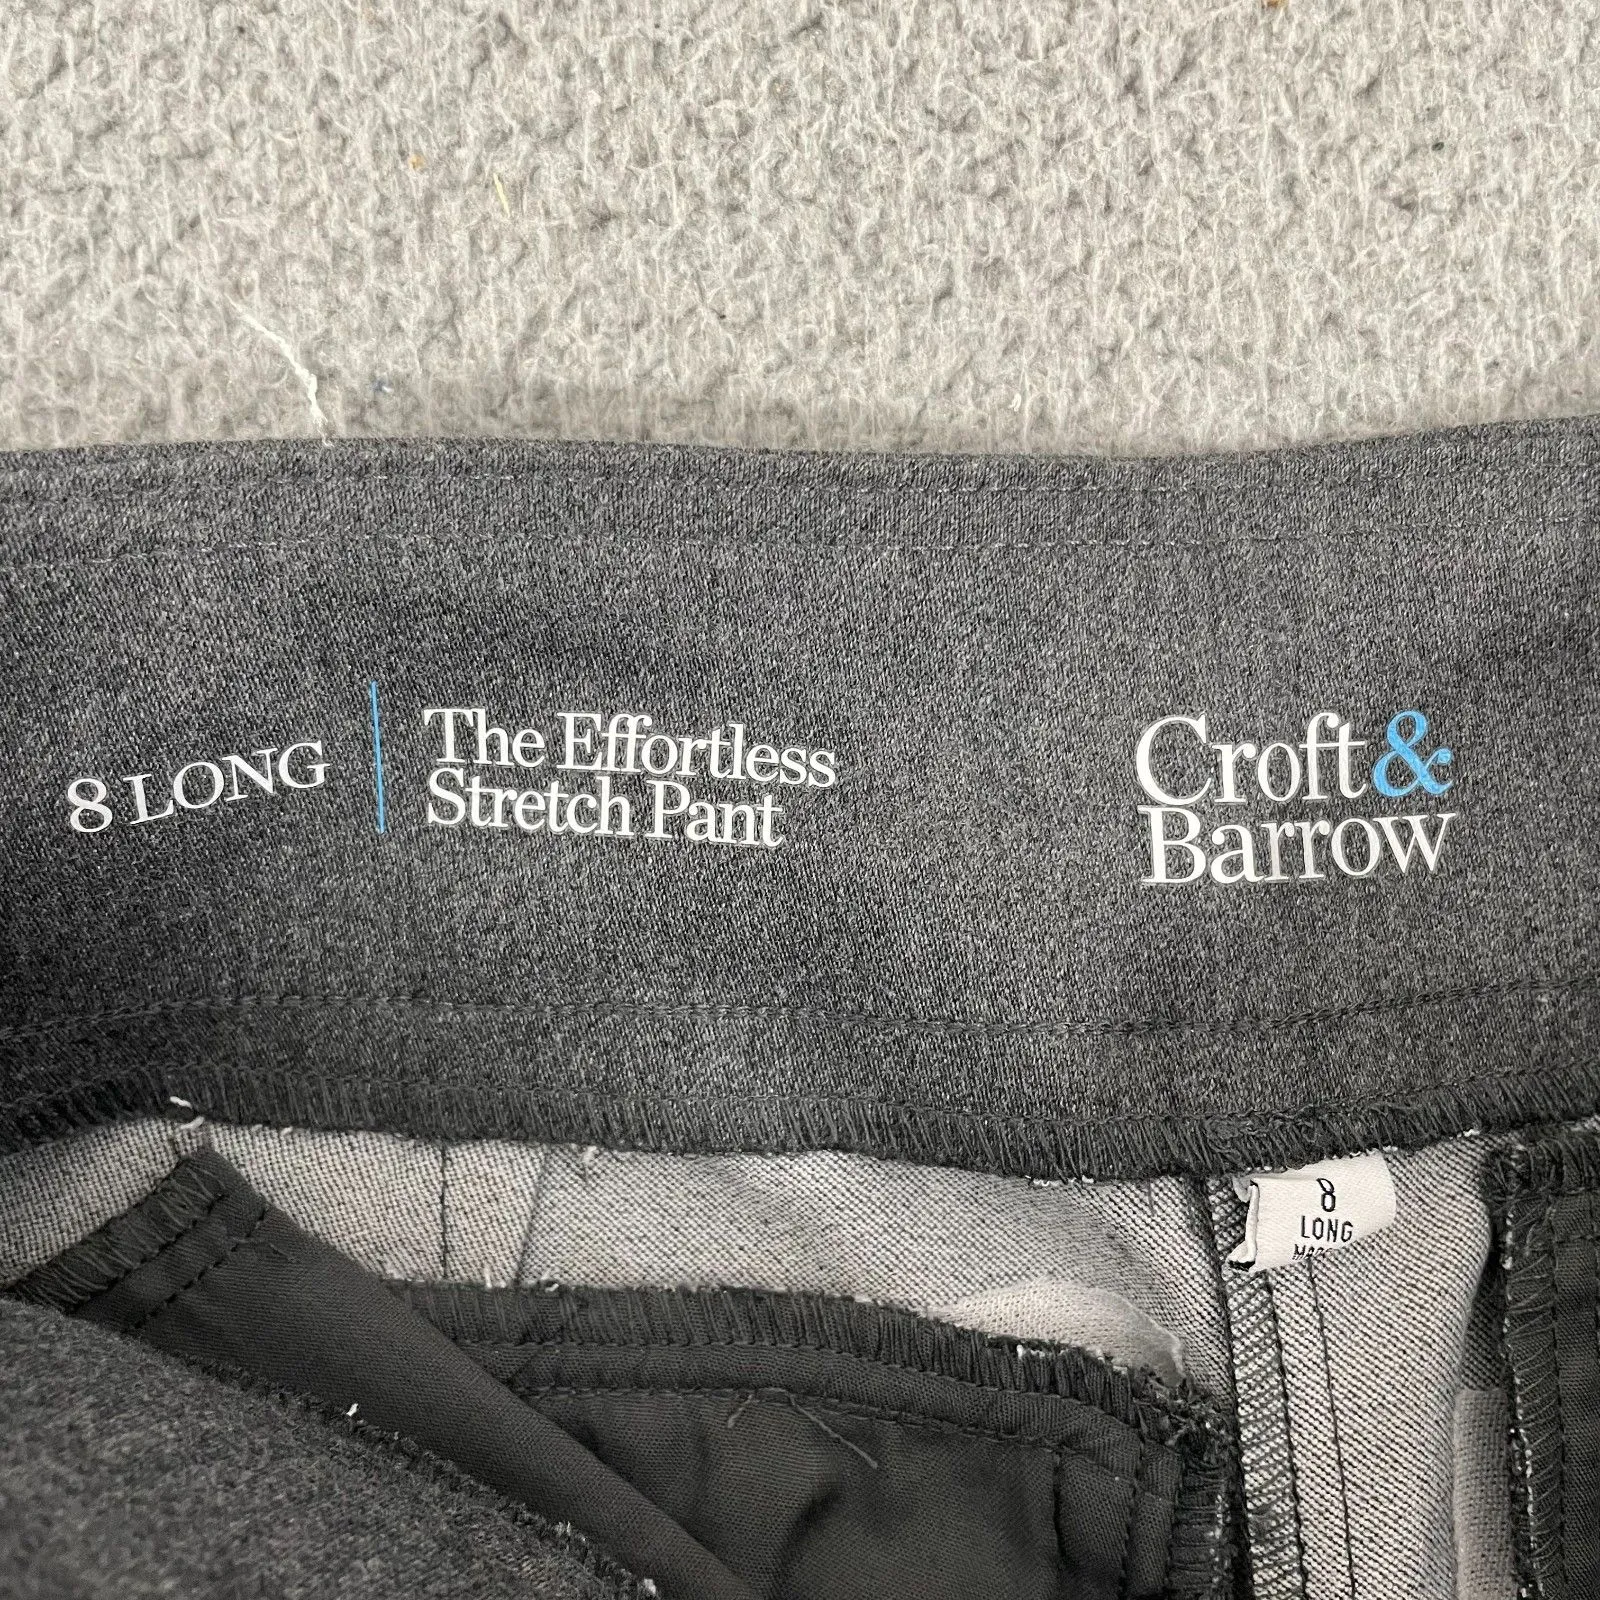 8 LONG
The Effortless
Stretch Pant
Croft &
Barrow
8
LONG